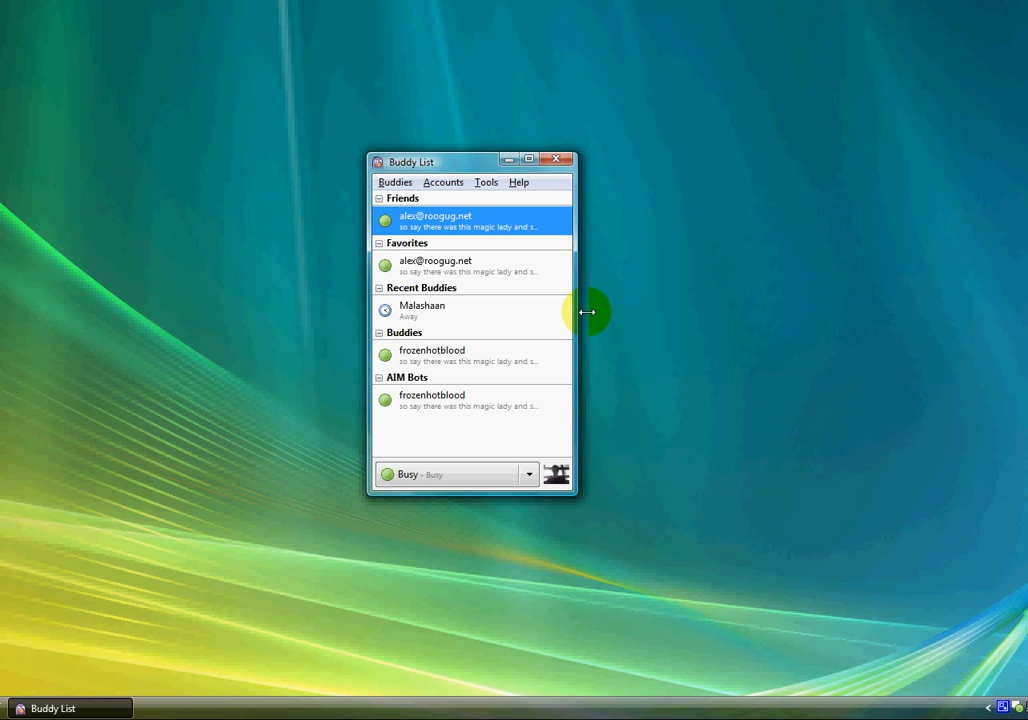 Buddy List
Buddies Accounts Tools Help
Friends
alex@roogug.net
so say there was this magic lady and s...
Favorites
alex@roogug.net
so say there was this magic lady and s...
Recent Buddies
Malashaan
Away
Buddies
frozenhotblood
so say there was this magic lady and s...
AIM Bots
frozenhotblood
so say there was this magic lady and s...
Busy - Busy
Buddy List